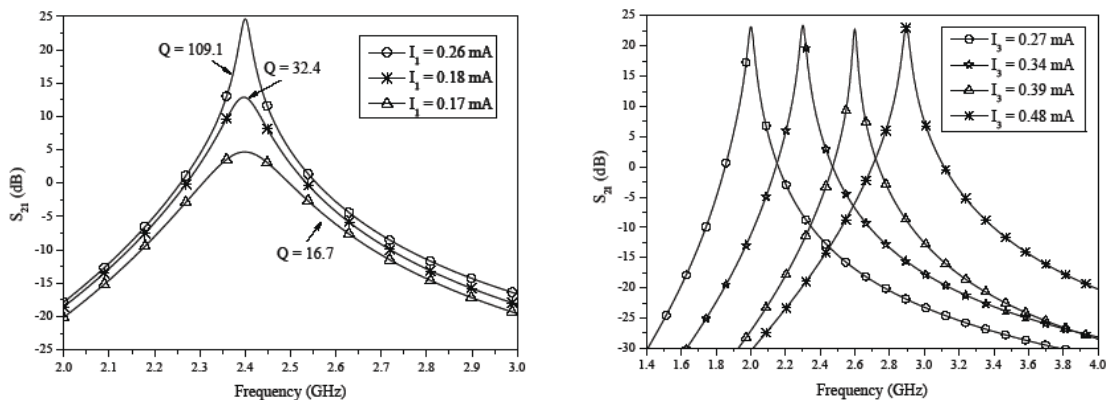 25
20
15
10
5
0
-5
-10
-15
-20
-25
S21 (dB)
2.0 2.1 2.2 2.3 2.4 2.5 2.6 2.7 2.8 2.9 3.0
Frequency (GHz)
Q = 109.1
Q = 32.4
Q = 16.7
I1 = 0.26 mA
I1 = 0.18 mA
I1 = 0.17 mA
25
20
15
10
5
0
-5
-10
-15
-20
-25
-30
S21 (dB)
1.4 1.6 1.8 2.0 2.2 2.4 2.6 2.8 3.0 3.2 3.4 3.6 3.8 4.0
Frequency (GHz)
I3 = 0.27 mA
I3 = 0.34 mA
I3 = 0.39 mA
I3 = 0.48 mA